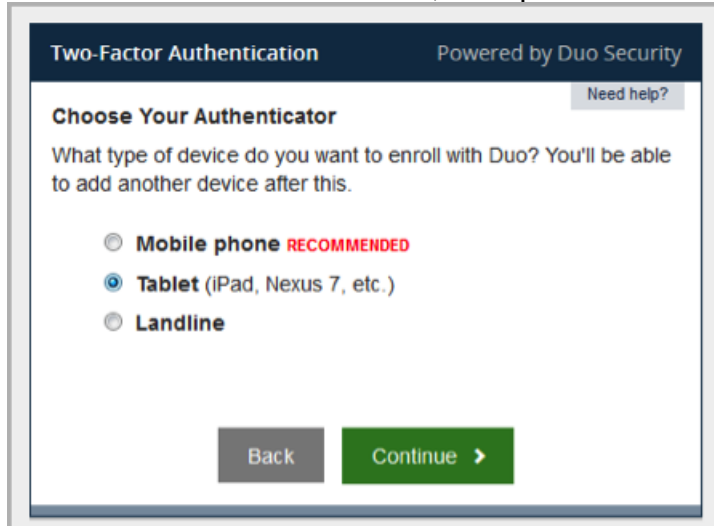 Two-Factor Authentication Powered by Duo Security
Need help?
Choose Your Authenticator
What type of device do you want to enroll with Duo? You'll be able
to add another device after this.
Mobile phone RECOMMENDED
Tablet (iPad, Nexus 7, etc.)
Landline
Back Continue